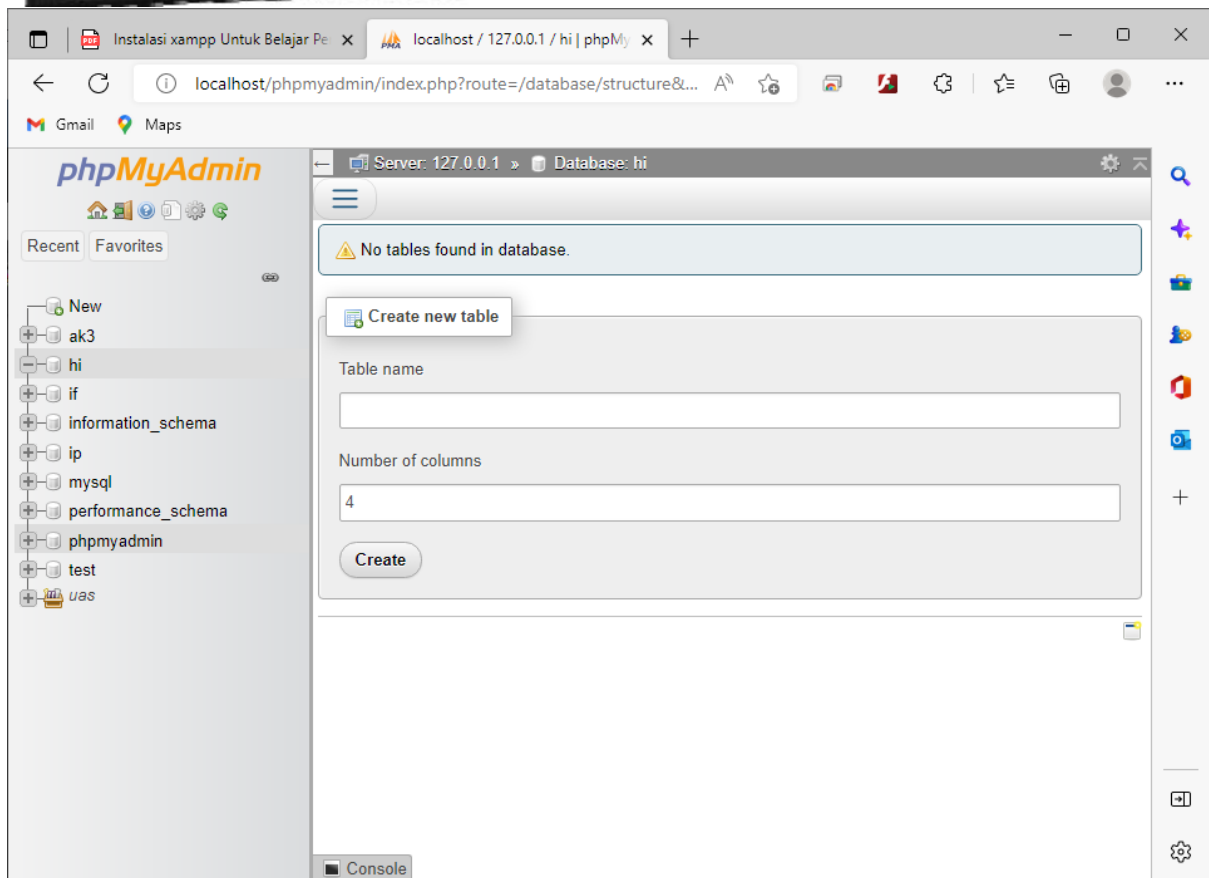 Instalasi xampp Untuk Belajar Pe
localhost / 127.0.0.1 / hi | phpMy
localhost/phpmyadmin/index.php?route=/database/structure&...
Gmail Maps
phpMyAdmin
Recent Favorites
New
ak3
hi
if
information_schema
ip
mysql
performance_schema
phpmyadmin
test
uas
Server: 127.0.0.1 » Database: hi
No tables found in database.
Create new table
Table name
Number of columns
4
Create
Console